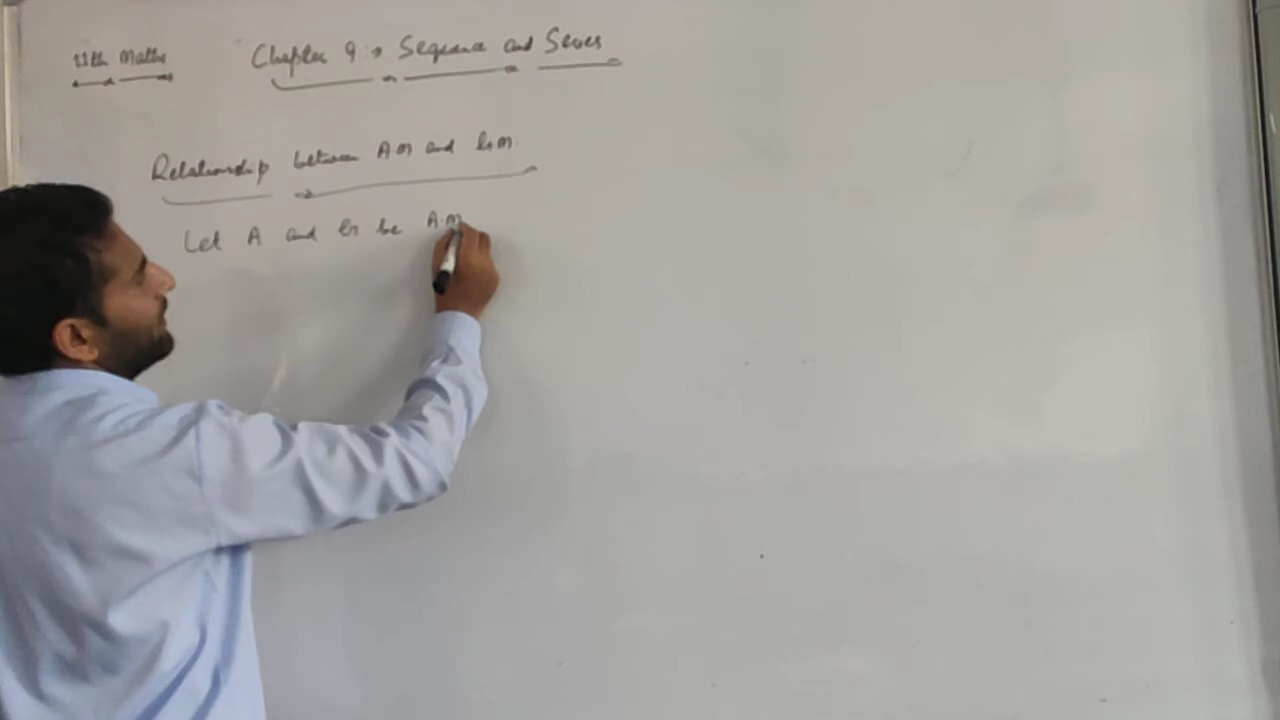 11th Maths
Chapter 9 :→ Sequence and Series
Relationship between A.M and G.M.
Let A and G be A.M